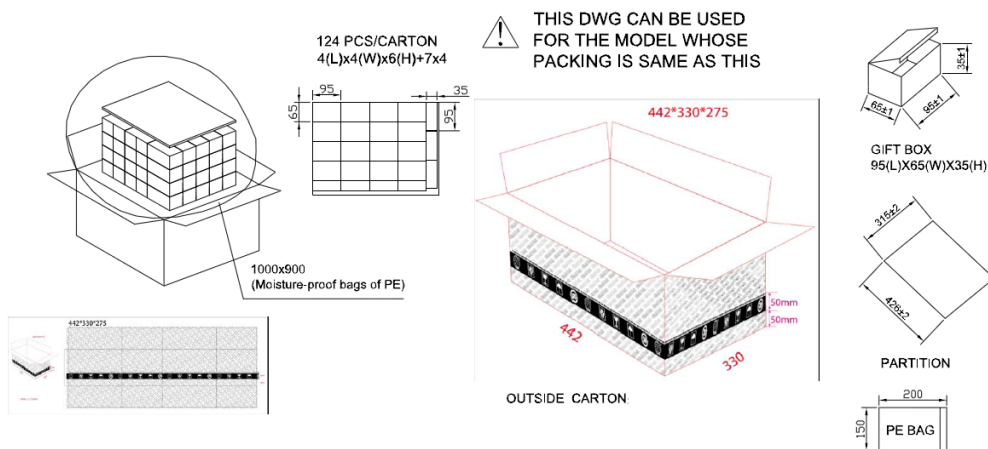 124 PCS/CARTON
4(L)x4(W)x6(H)+7x4
95
35
65
95
THIS DWG CAN BE USED
FOR THE MODEL WHOSE
PACKING IS SAME AS THIS
442*330*275
50mm
50mm
442
330
OUTSIDE CARTON
1000x900
(Moisture-proof bags of PE)
442*330*275
35±1
65±1
95±1
GIFT BOX
95(L)X65(W)X35(H)
315±2
426±2
PARTITION
200
150
PE BAG